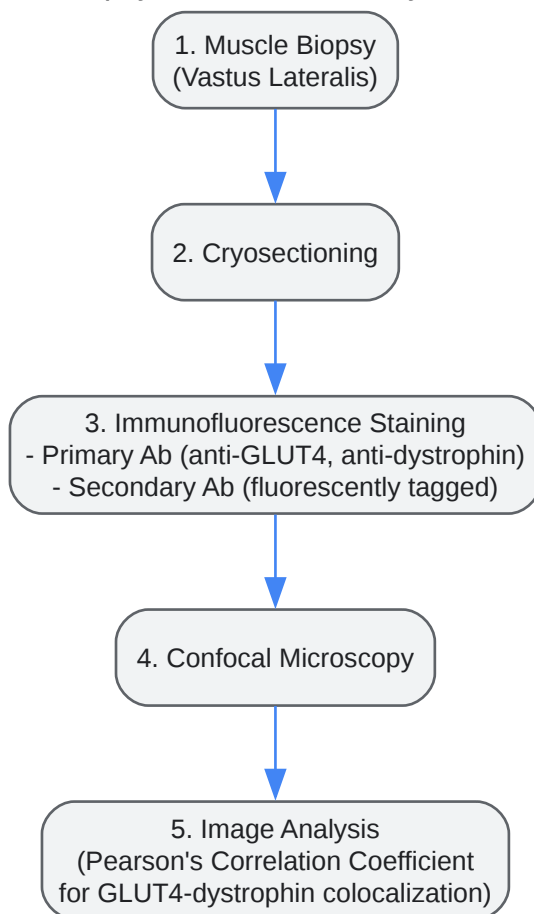 1. Muscle Biopsy
(Vastus Lateralis)
2. Cryosectioning
3. Immunofluorescence Staining
- Primary Ab (anti-GLUT4, anti-dystrophin)
- Secondary Ab (fluorescently tagged)
4. Confocal Microscopy
5. Image Analysis
(Pearson's Correlation Coefficient
for GLUT4-dystrophin colocalization)